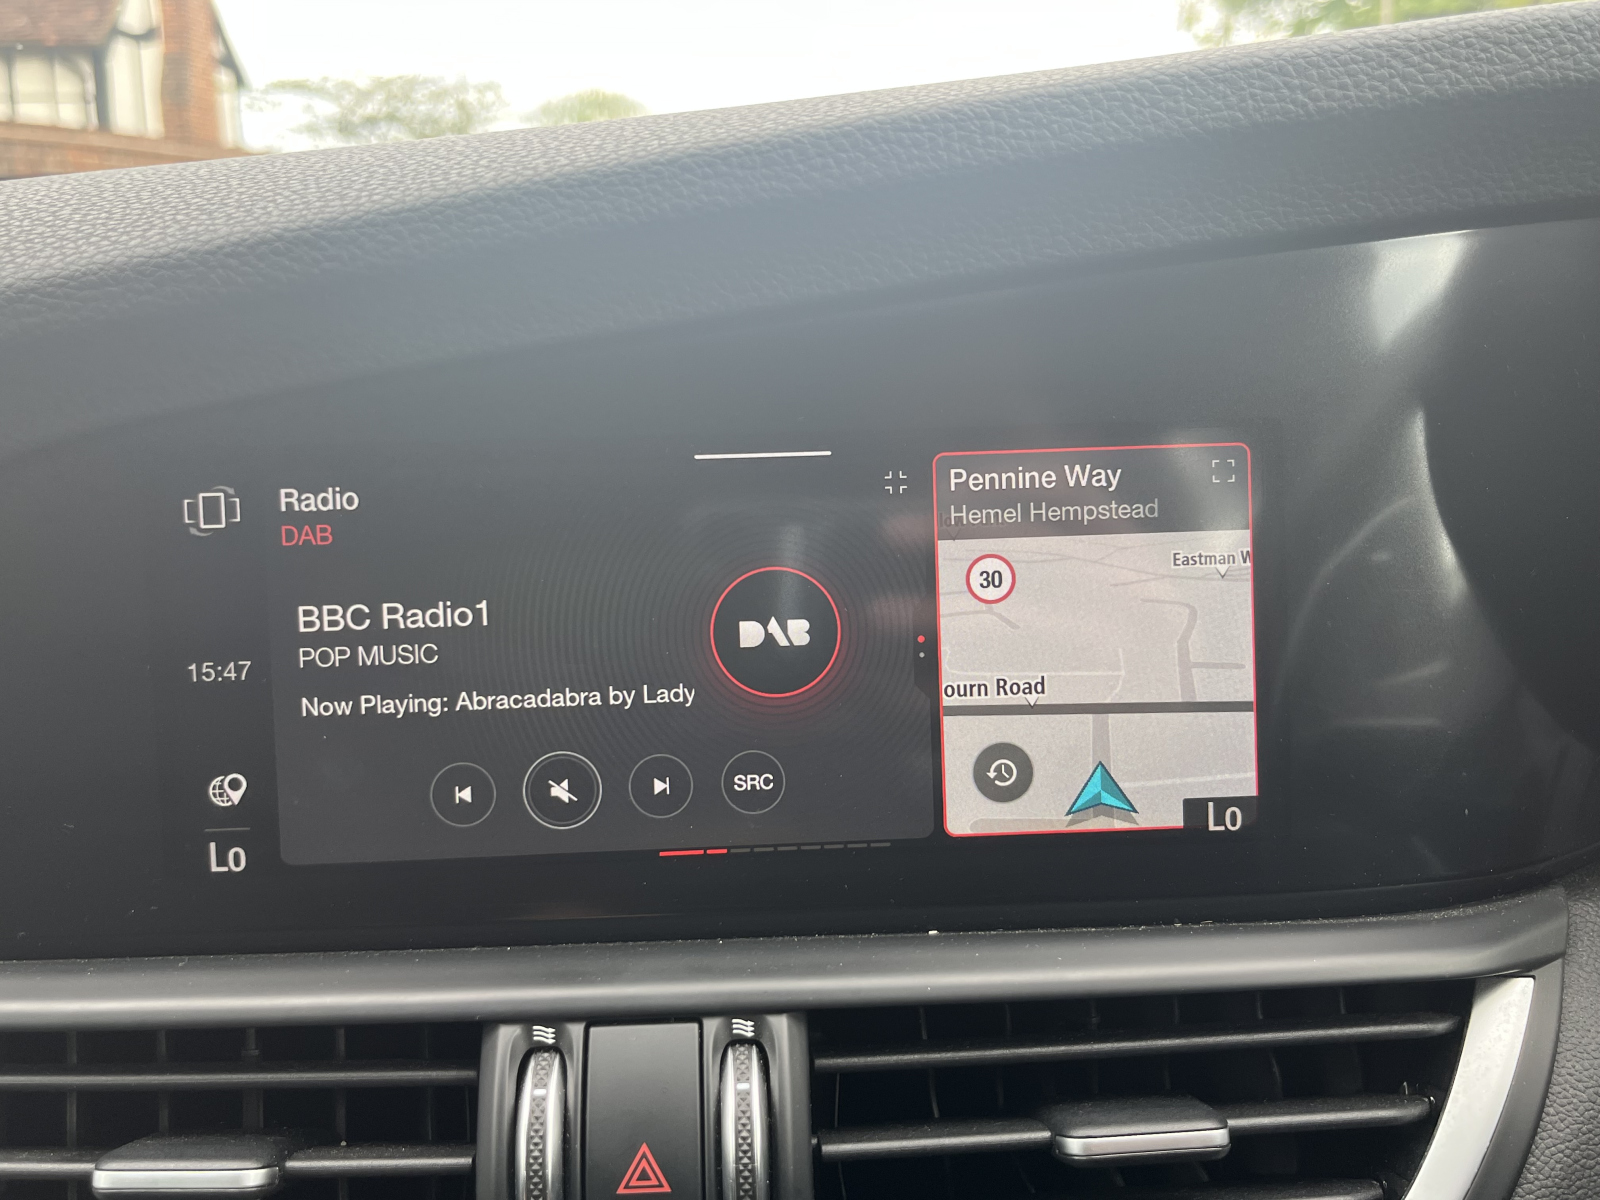 Radio
DAB
BBC Radio1
POP MUSIC
Now Playing: Abracadabra by Lady
DAB
SRC
15:47
Lo
Pennine Way
Hemel Hempstead
30
Eastman W
ourn Road
Lo